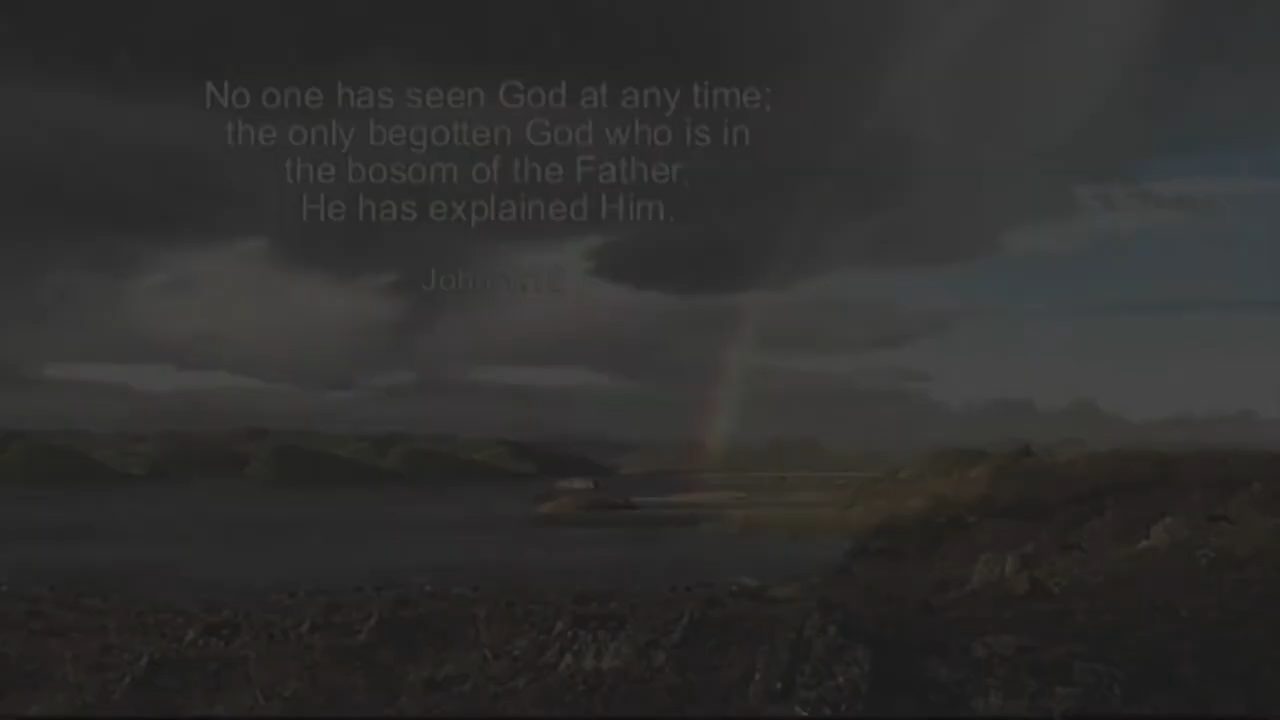 No one has seen God at any time;
the only begotten God who is in
the bosom of the Father,
He has explained Him.
John